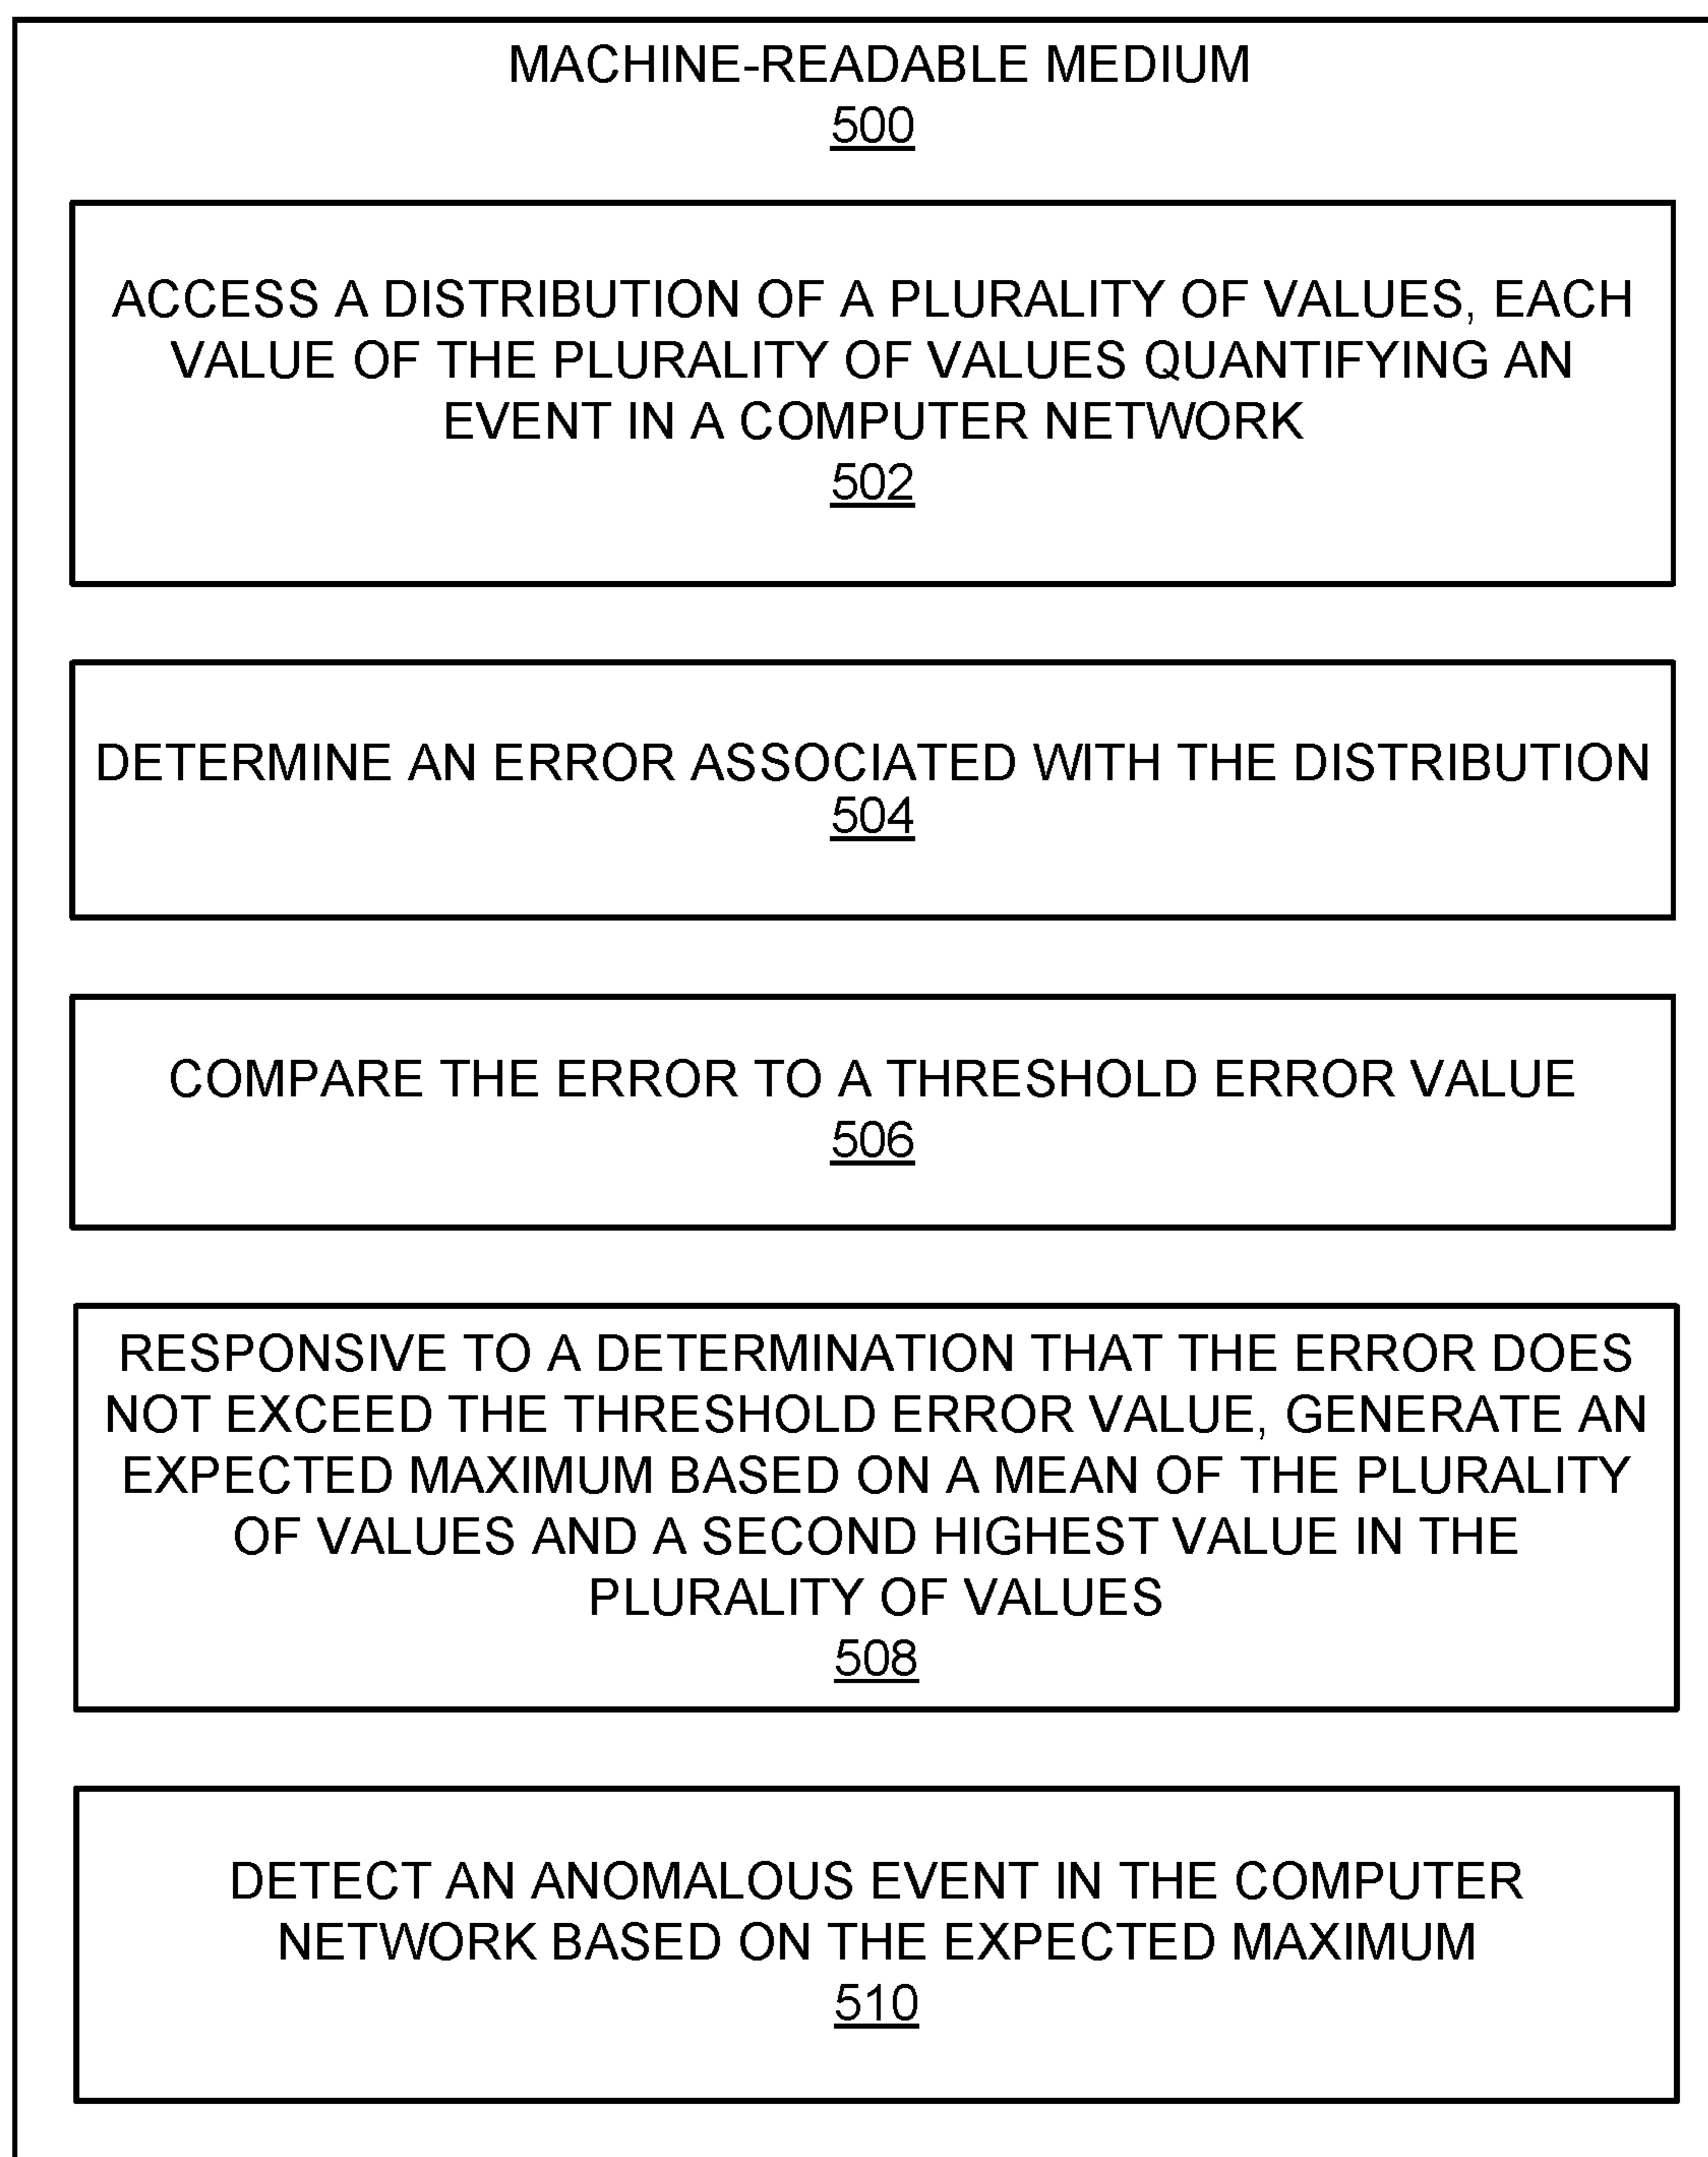 MACHINE-READABLE MEDIUM
500
ACCESS A DISTRIBUTION OF A PLURALITY OF VALUES, EACH
VALUE OF THE PLURALITY OF VALUES QUANTIFYING AN
EVENT IN A COMPUTER NETWORK
502
DETERMINE AN ERROR ASSOCIATED WITH THE DISTRIBUTION
504
COMPARE THE ERROR TO A THRESHOLD ERROR VALUE
506
RESPONSIVE TO A DETERMINATION THAT THE ERROR DOES
NOT EXCEED THE THRESHOLD ERROR VALUE, GENERATE AN
EXPECTED MAXIMUM BASED ON A MEAN OF THE PLURALITY
OF VALUES AND A SECOND HIGHEST VALUE IN THE
PLURALITY OF VALUES
508
DETECT AN ANOMALOUS EVENT IN THE COMPUTER
NETWORK BASED ON THE EXPECTED MAXIMUM
510